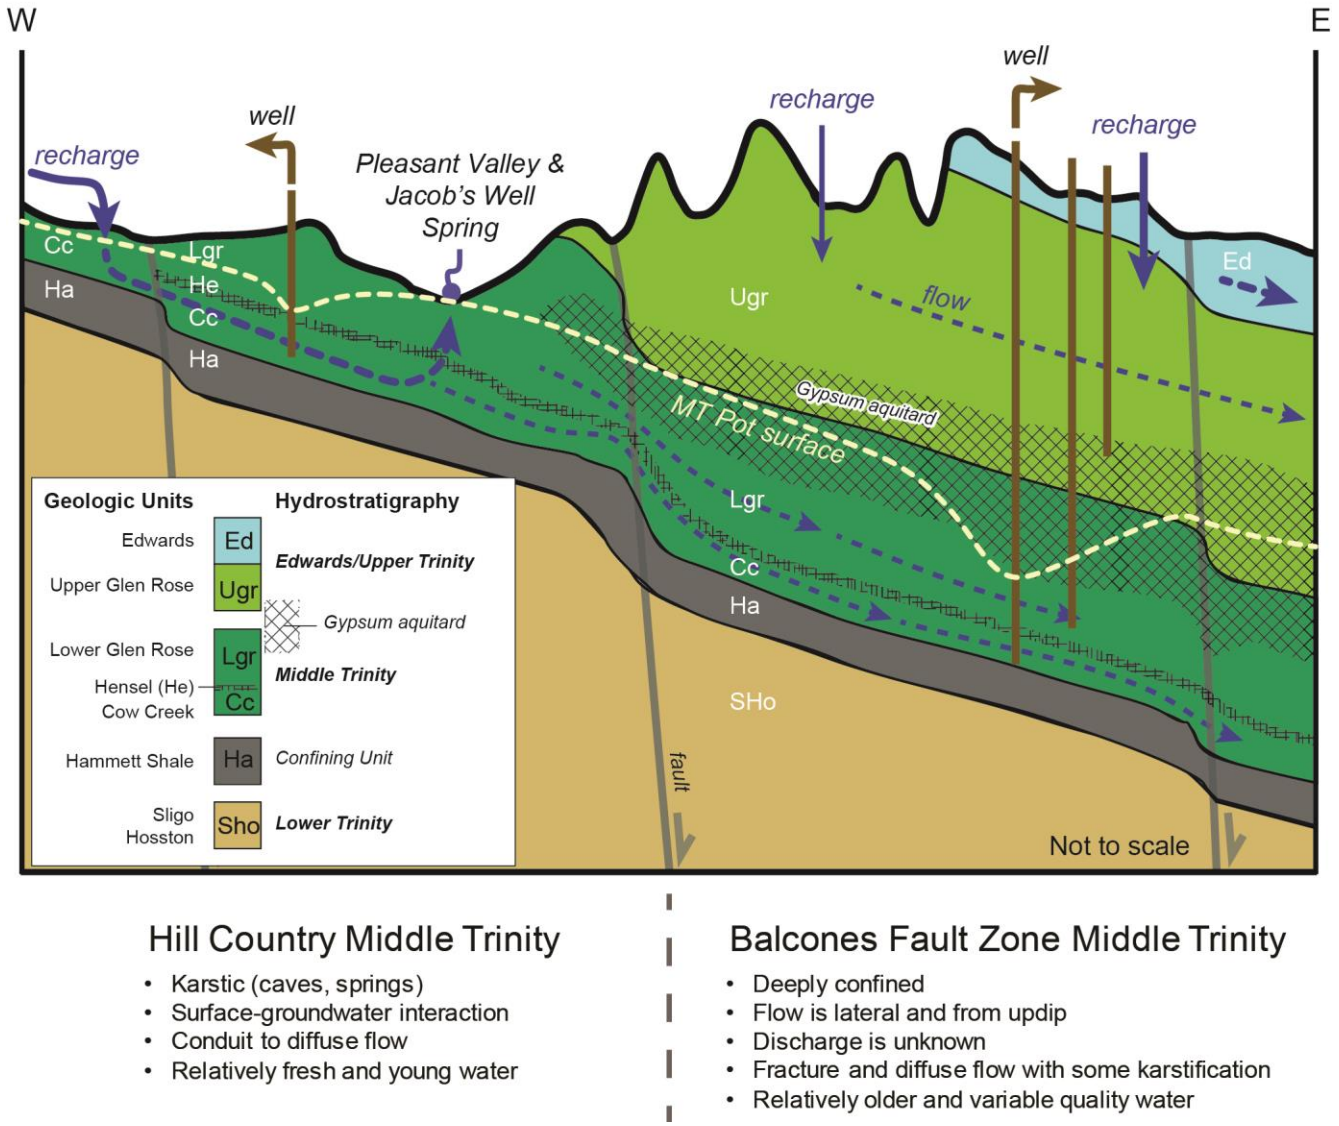 W
E
well
recharge
well
recharge
recharge
Pleasant Valley &
Jacob's Well
Spring
Cc
Lgr
Ha
He
Cc
Ha
Ed
Ugr
flow
Gypsum aquitard
MT Pot surface
Lgr
Cc
Ha
SHo
fault
Not to scale
Geologic Units Hydrostratigraphy
Edwards Ed
Edwards/Upper Trinity
Upper Glen Rose Ugr
Gypsum aquitard
Lower Glen Rose Lgr
Middle Trinity
Hensel (He)
Cow Creek Cc
Hammett Shale Ha Confining Unit
Sligo
Hosston Sho Lower Trinity
Hill Country Middle Trinity
• Karstic (caves, springs)
• Surface-groundwater interaction
• Conduit to diffuse flow
• Relatively fresh and young water
Balcones Fault Zone Middle Trinity
• Deeply confined
• Flow is lateral and from updip
• Discharge is unknown
• Fracture and diffuse flow with some karstification
• Relatively older and variable quality water